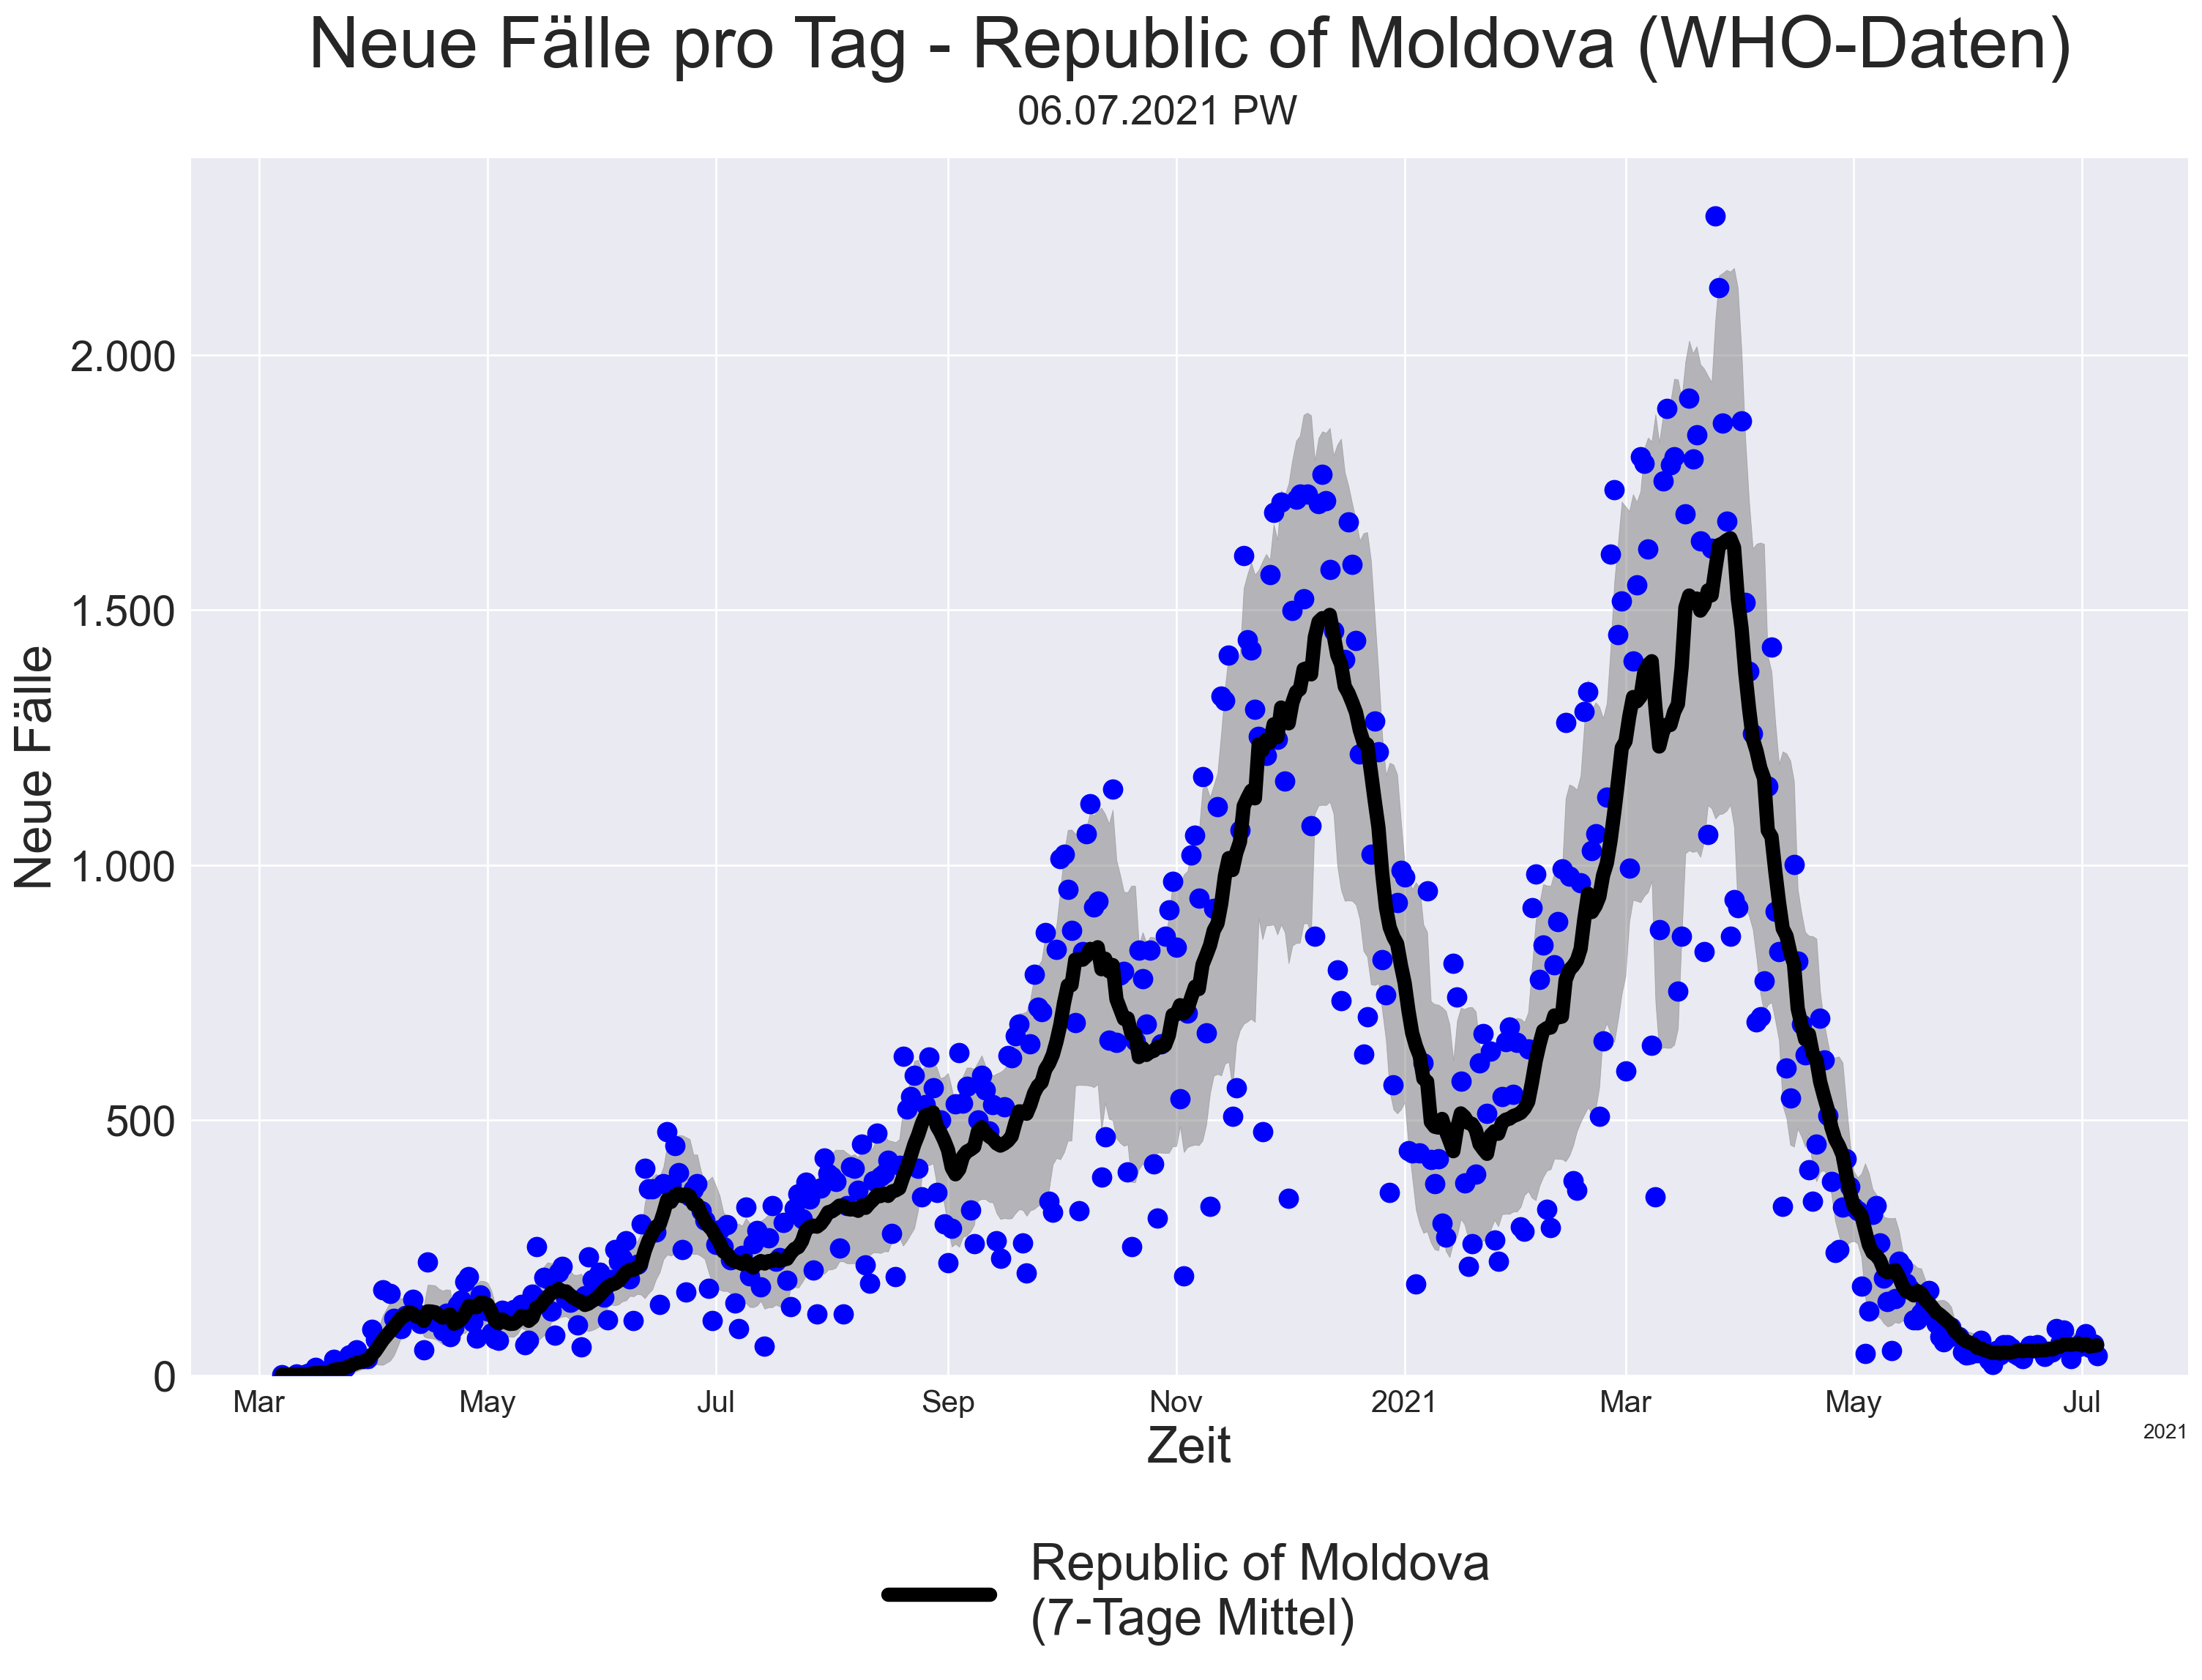 Neue Fälle pro Tag - Republic of Moldova (WHO-Daten)
06.07.2021 PW
Neue Fälle
2.000
1.500
1.000
500
0
Mar May Jul Sep Nov 2021 Mar May Jul
2021
Zeit
Republic of Moldova
(7-Tage Mittel)